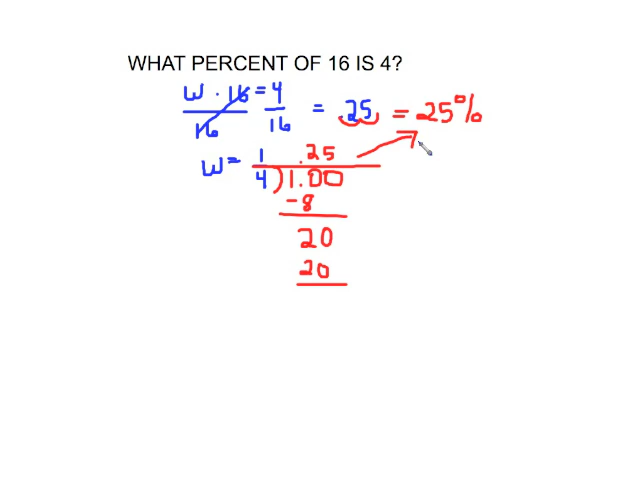 WHAT PERCENT OF 16 IS 4?
W · 16 = 4
16 16 = .25 = 25%
W = 1 .25
4 ) 1.00
- 8
20
20